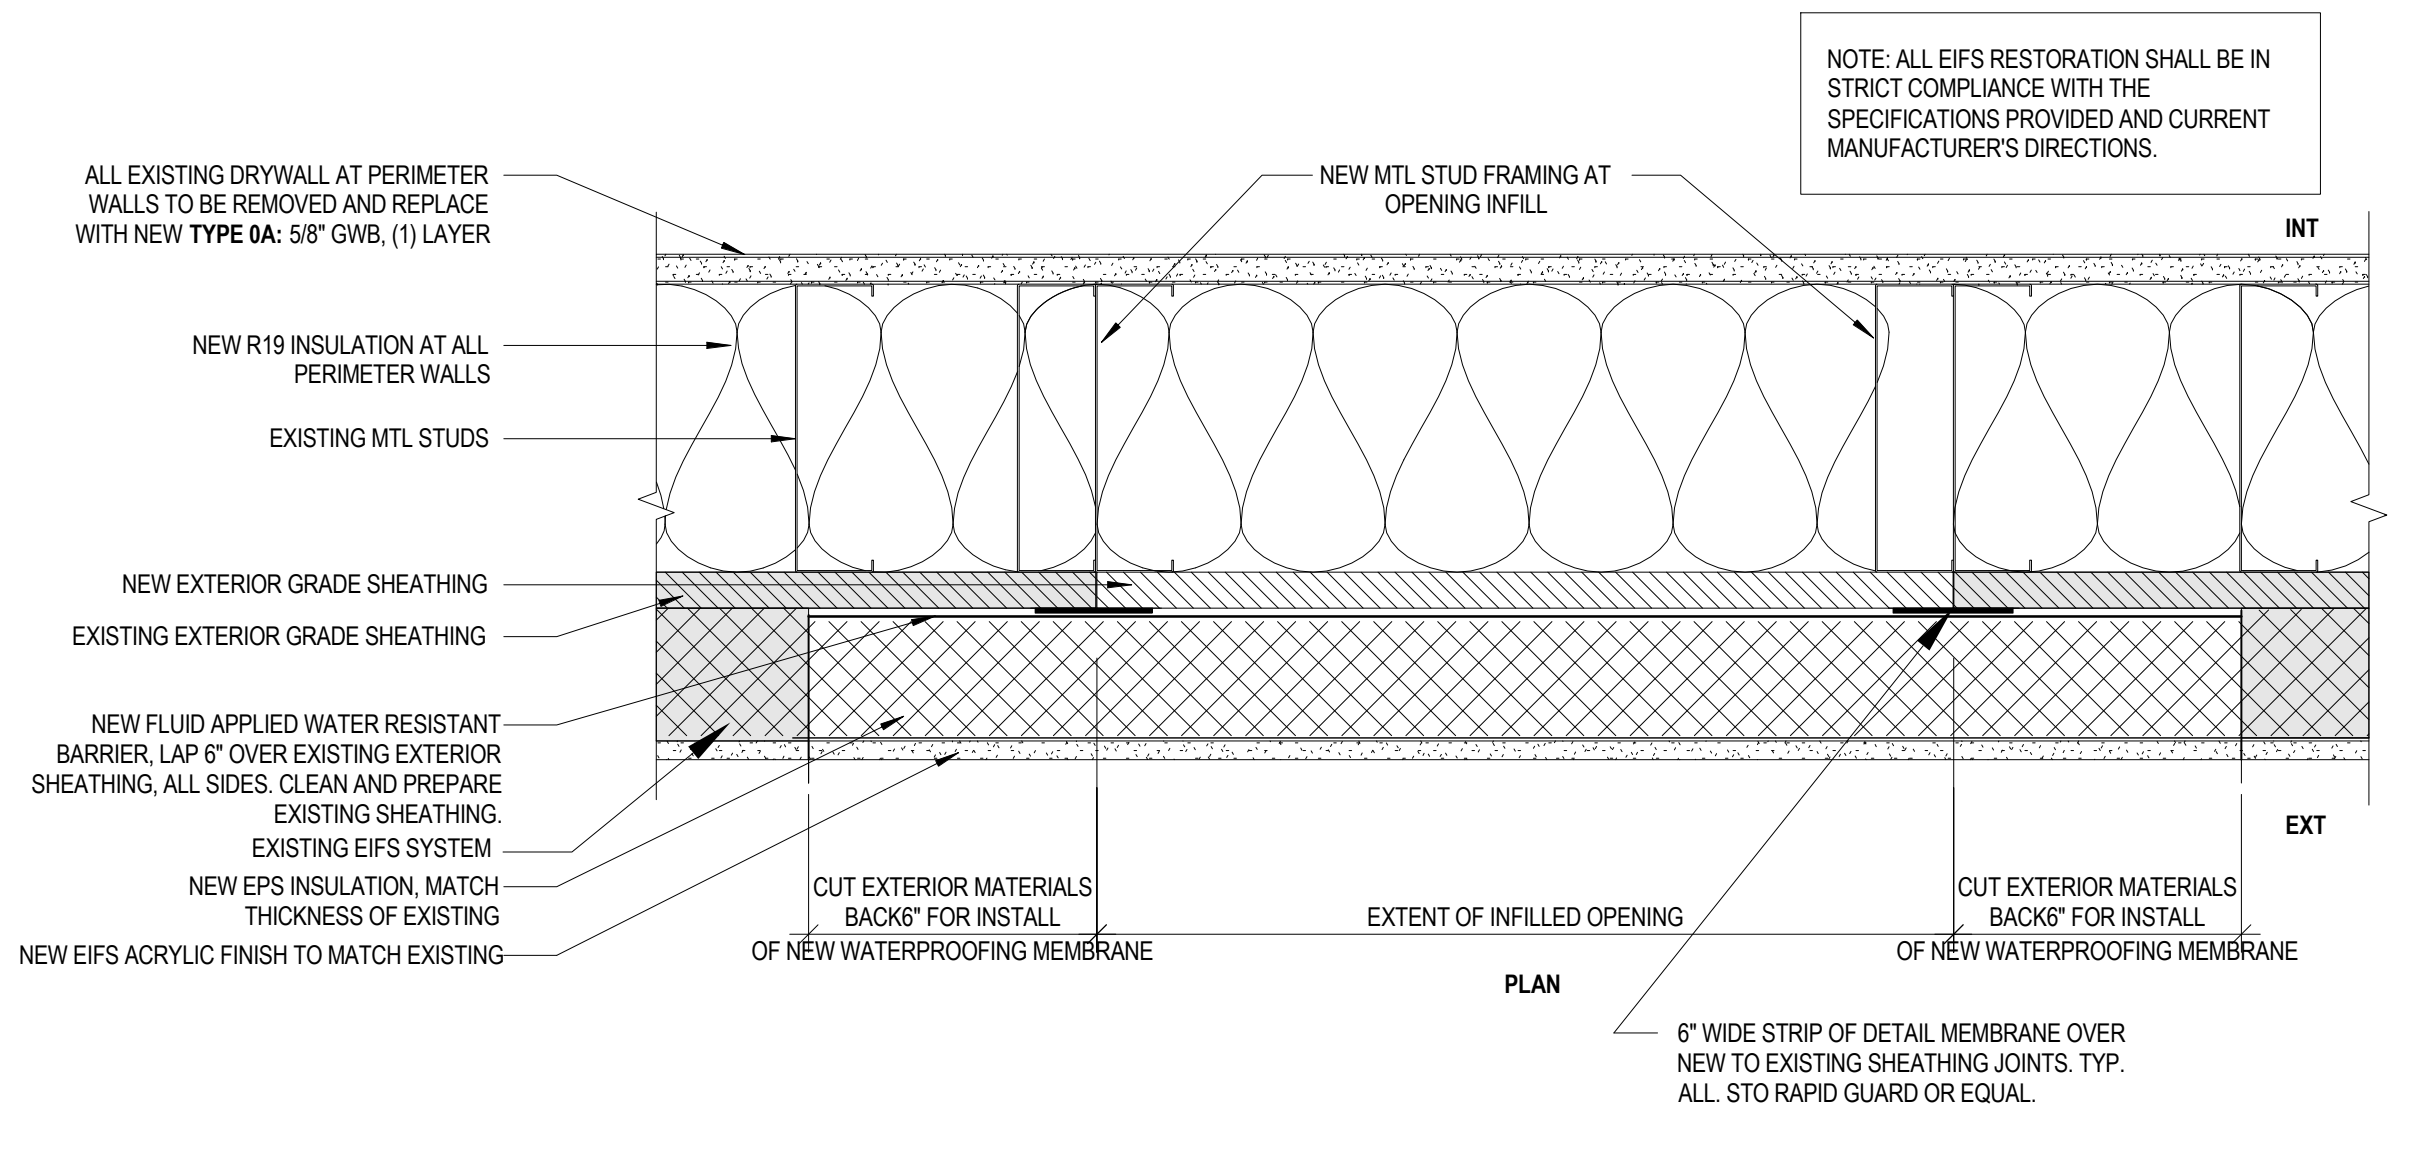 NOTE: ALL EIFS RESTORATION SHALL BE IN
STRICT COMPLIANCE WITH THE
SPECIFICATIONS PROVIDED AND CURRENT
MANUFACTURER'S DIRECTIONS.
ALL EXISTING DRYWALL AT PERIMETER
WALLS TO BE REMOVED AND REPLACE
WITH NEW TYPE 0A: 5/8" GWB, (1) LAYER
NEW MTL STUD FRAMING AT
OPENING INFILL
INT
NEW R19 INSULATION AT ALL
PERIMETER WALLS
EXISTING MTL STUDS
NEW EXTERIOR GRADE SHEATHING
EXISTING EXTERIOR GRADE SHEATHING
NEW FLUID APPLIED WATER RESISTANT
BARRIER, LAP 6" OVER EXISTING EXTERIOR
SHEATHING, ALL SIDES. CLEAN AND PREPARE
EXISTING SHEATHING.
EXISTING EIFS SYSTEM
NEW EPS INSULATION, MATCH
THICKNESS OF EXISTING
NEW EIFS ACRYLIC FINISH TO MATCH EXISTING
EXT
CUT EXTERIOR MATERIALS
BACK6" FOR INSTALL
OF NEW WATERPROOFING MEMBRANE
EXTENT OF INFILLED OPENING
CUT EXTERIOR MATERIALS
BACK6" FOR INSTALL
OF NEW WATERPROOFING MEMBRANE
PLAN
6" WIDE STRIP OF DETAIL MEMBRANE OVER
NEW TO EXISTING SHEATHING JOINTS. TYP.
ALL. STO RAPID GUARD OR EQUAL.